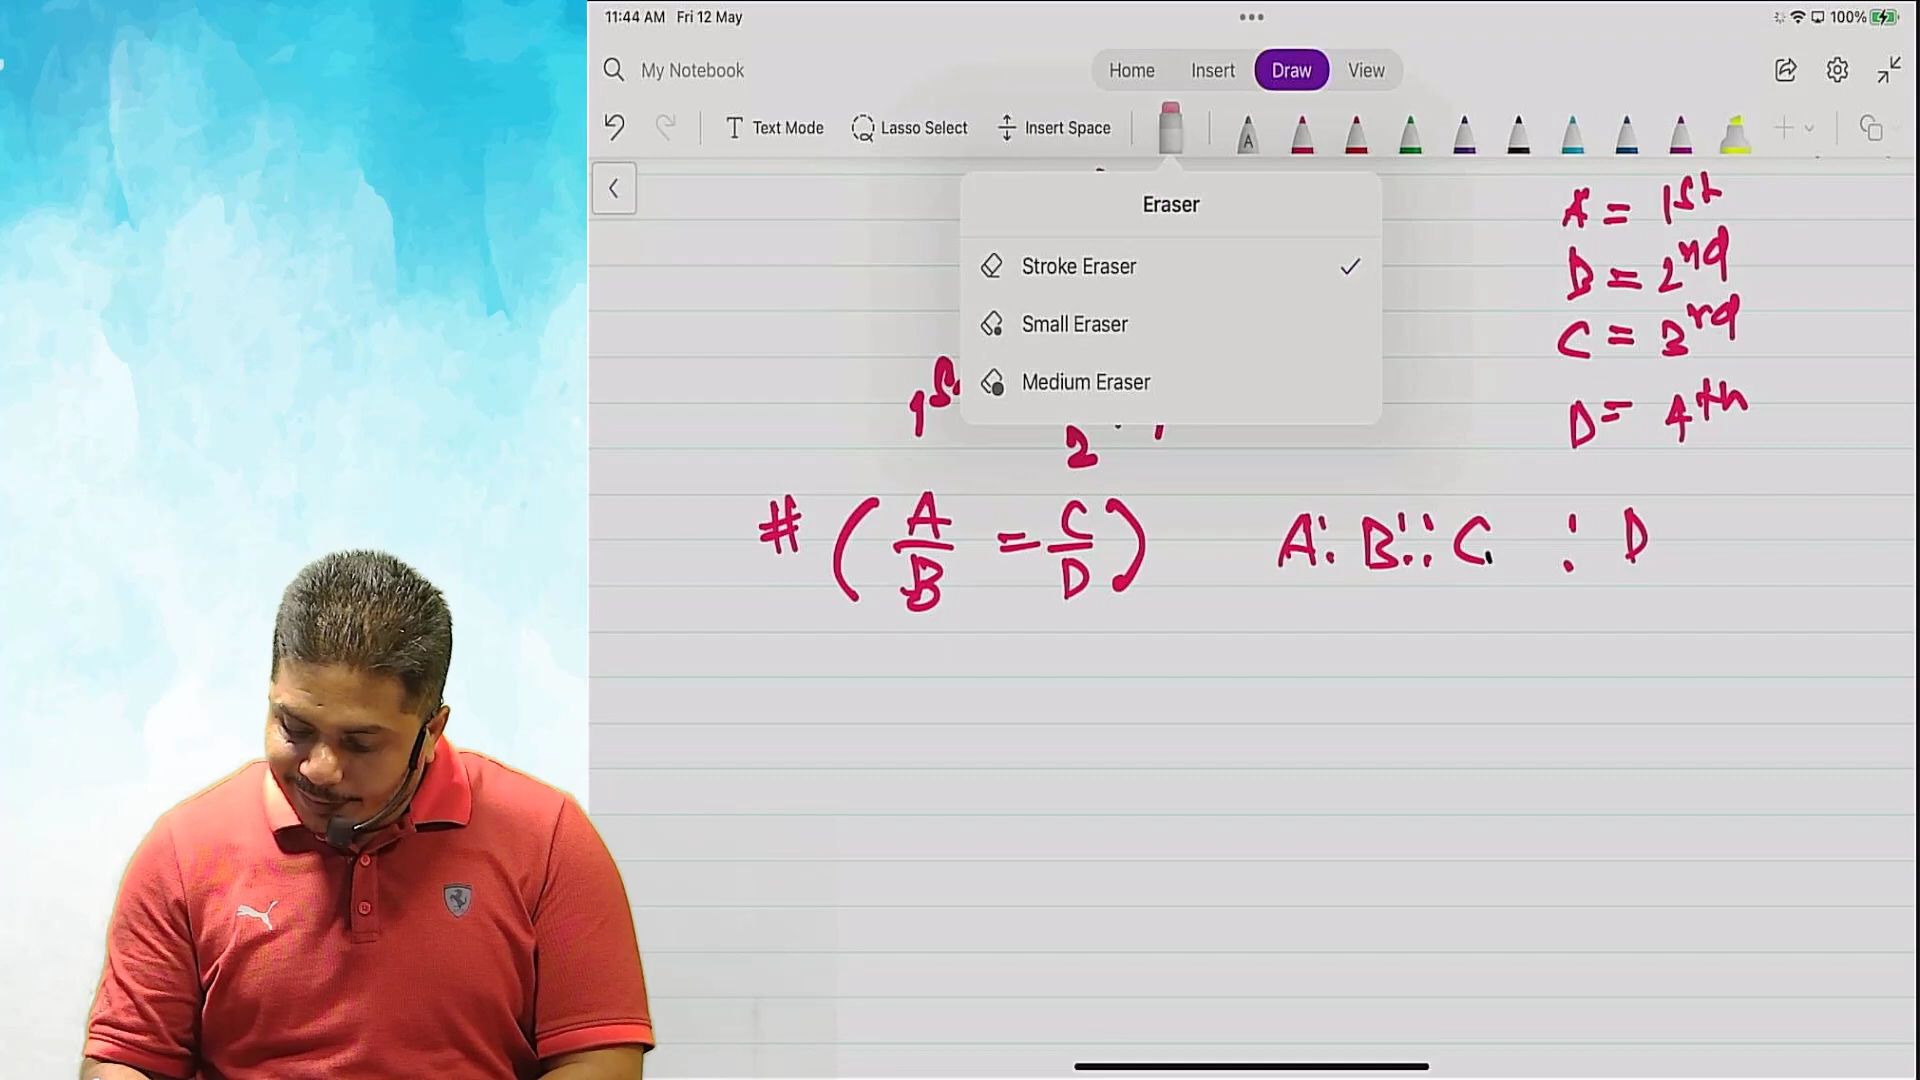 11:44 AM Fri 12 May
100%
My Notebook
Home Insert Draw View
Text Mode Lasso Select Insert Space
A
Eraser
Stroke Eraser
Small Eraser
Medium Eraser
A = 1st
B = 2nd
C = 3rd
D = 4th
1s
2
# (A/B = C/D) A : B :: C : D